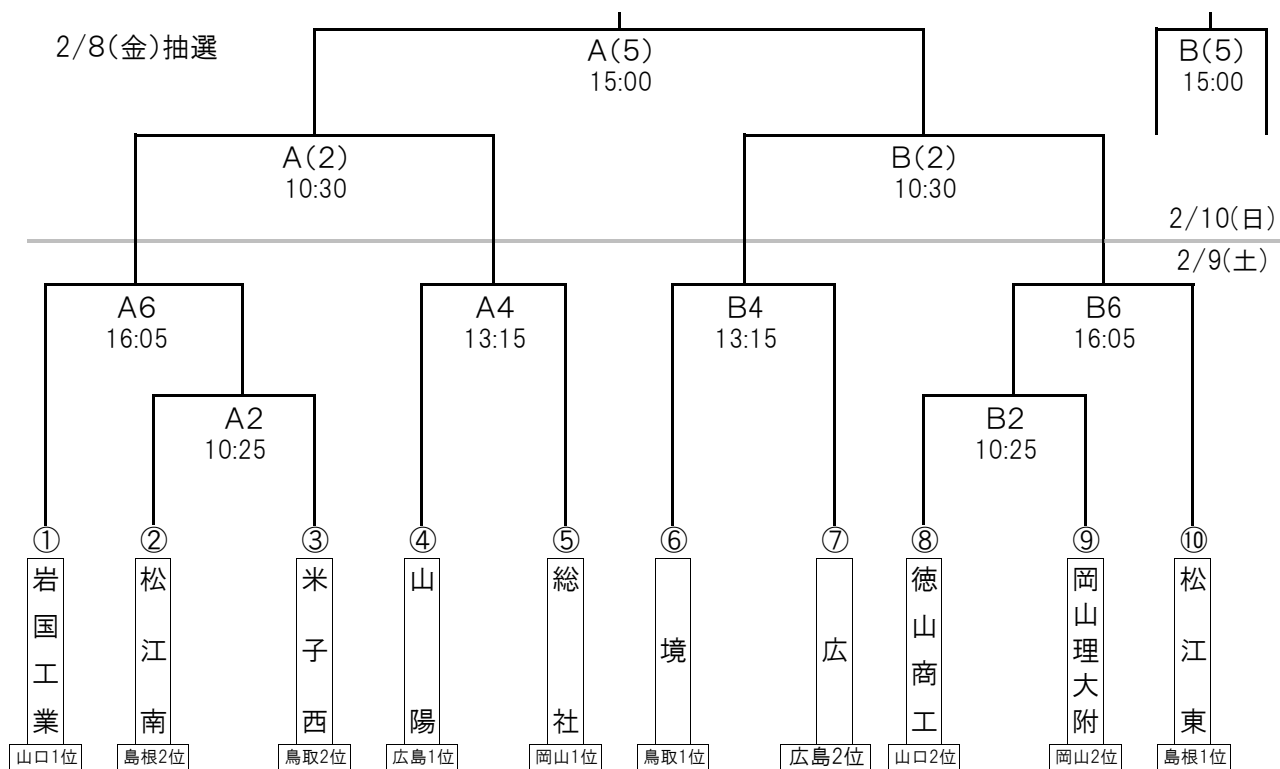 2/8(金)抽選
A(5)
15:00
B(5)
15:00
A(2)
10:30
B(2)
10:30
2/10(日)
2/9(土)
A6
16:05
A4
13:15
B4
13:15
B6
16:05
A2
10:25
B2
10:25
①
②
③
④
⑤
⑥
⑦
⑧
⑨
⑩
岩国工業
松江南
米子西
山陽
総社
境
広
徳山商工
岡山理大附
松江東
山口1位
島根2位
鳥取2位
広島1位
岡山1位
鳥取1位
広島2位
山口2位
岡山2位
島根1位